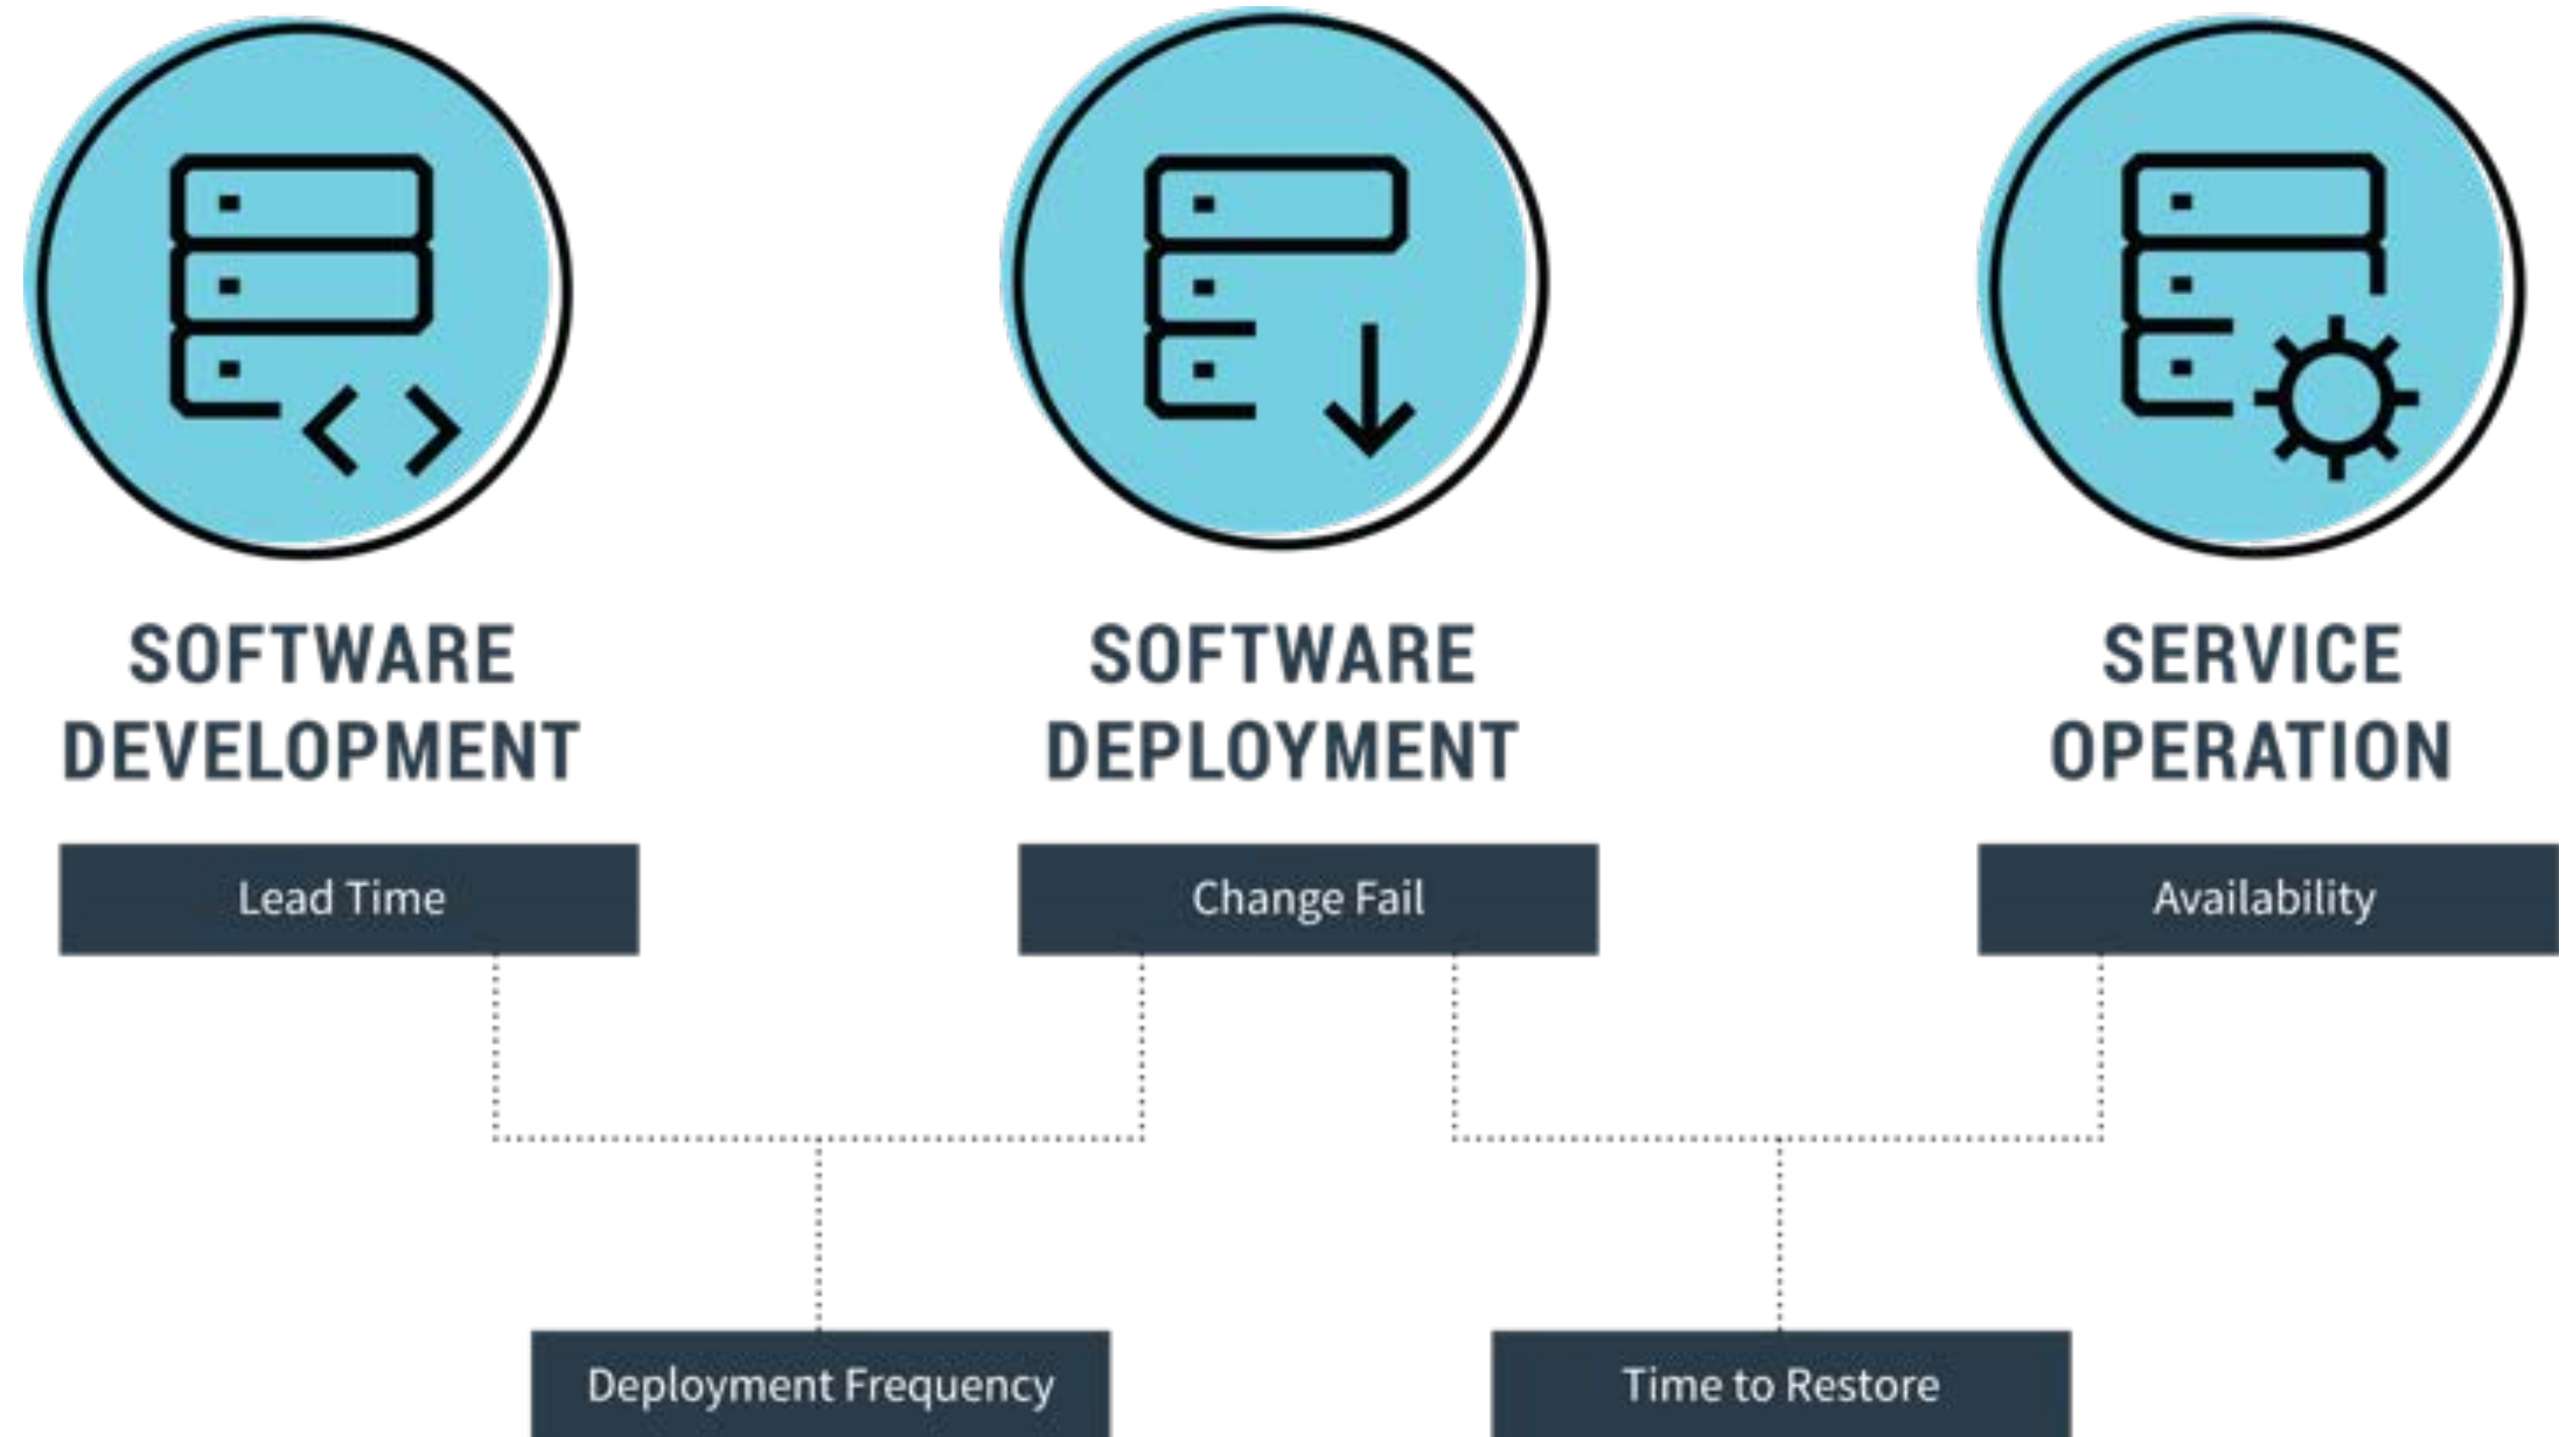 SOFTWARE
DEVELOPMENT
SOFTWARE
DEPLOYMENT
SERVICE
OPERATION
Lead Time
Change Fail
Availability
Deployment Frequency
Time to Restore